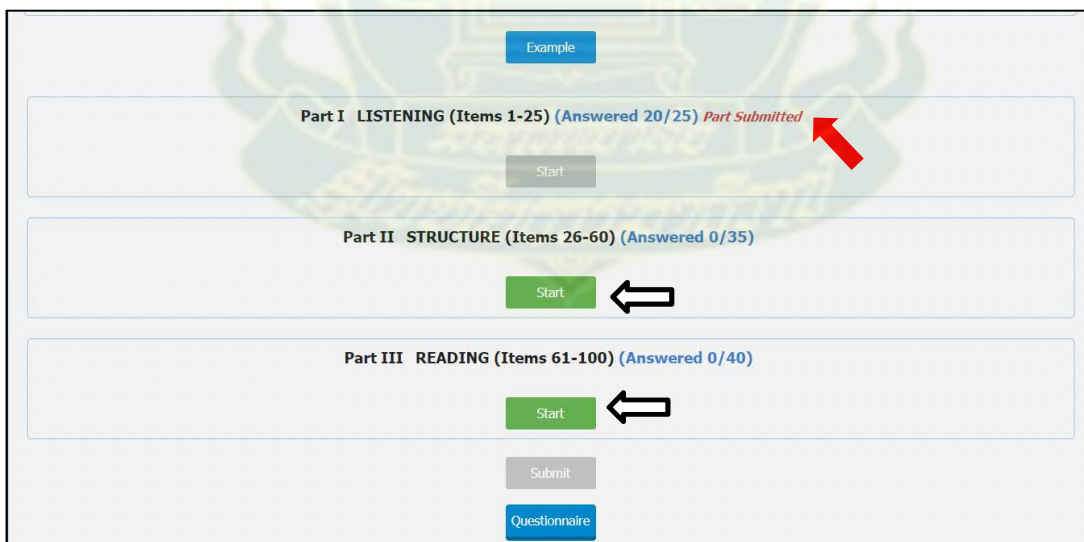 Example
Part I LISTENING (Items 1-25) (Answered 20/25) Part Submitted
Start
Part II STRUCTURE (Items 26-60) (Answered 0/35)
Start
Part III READING (Items 61-100) (Answered 0/40)
Start
Submit
Questionnaire